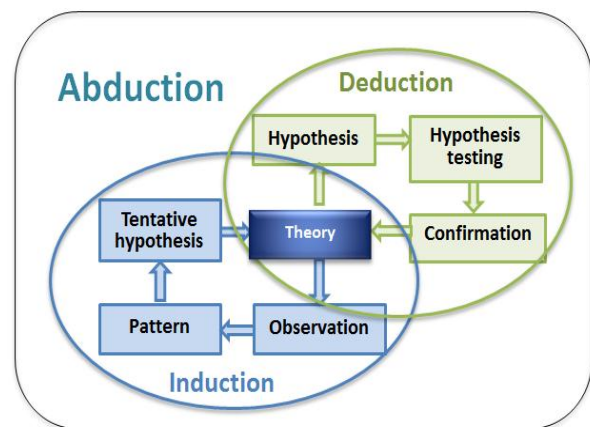 Abduction
Deduction
Hypothesis
Hypothesis
testing
Tentative
hypothesis
Theory
Confirmation
Pattern
Observation
Induction